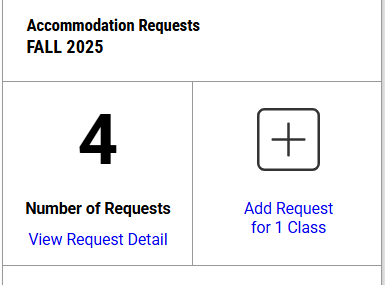 Accommodation Requests
FALL 2025
4
Number of Requests
View Request Detail
Add Request
for 1 Class